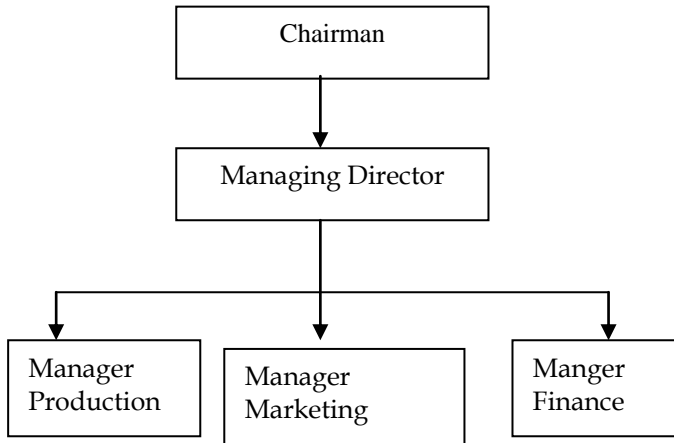 Chairman
Managing Director
Manager
Production
Manager
Marketing
Manger
Finance